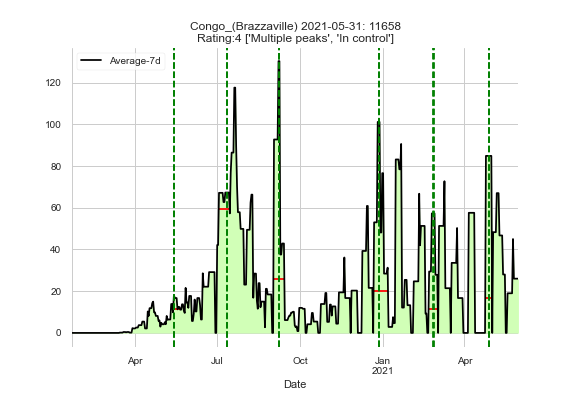 Congo_(Brazzaville) 2021-05-31: 11658
Rating:4 ['Multiple peaks', 'In control']
Average-7d
120
100
80
60
40
20
0
Apr
Jul
Oct
Jan
2021
Apr
Date